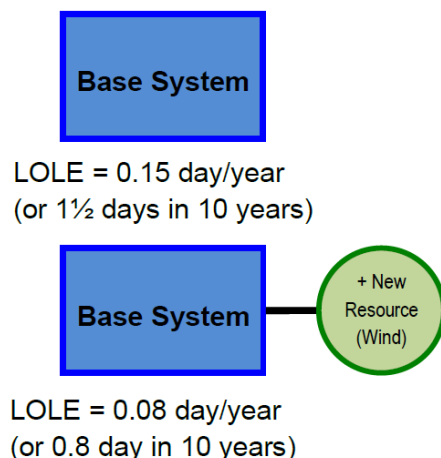 Base System
LOLE = 0.15 day/year
(or 1½ days in 10 years)
Base System
+ New
Resource
(Wind)
LOLE = 0.08 day/year
(or 0.8 day in 10 years)